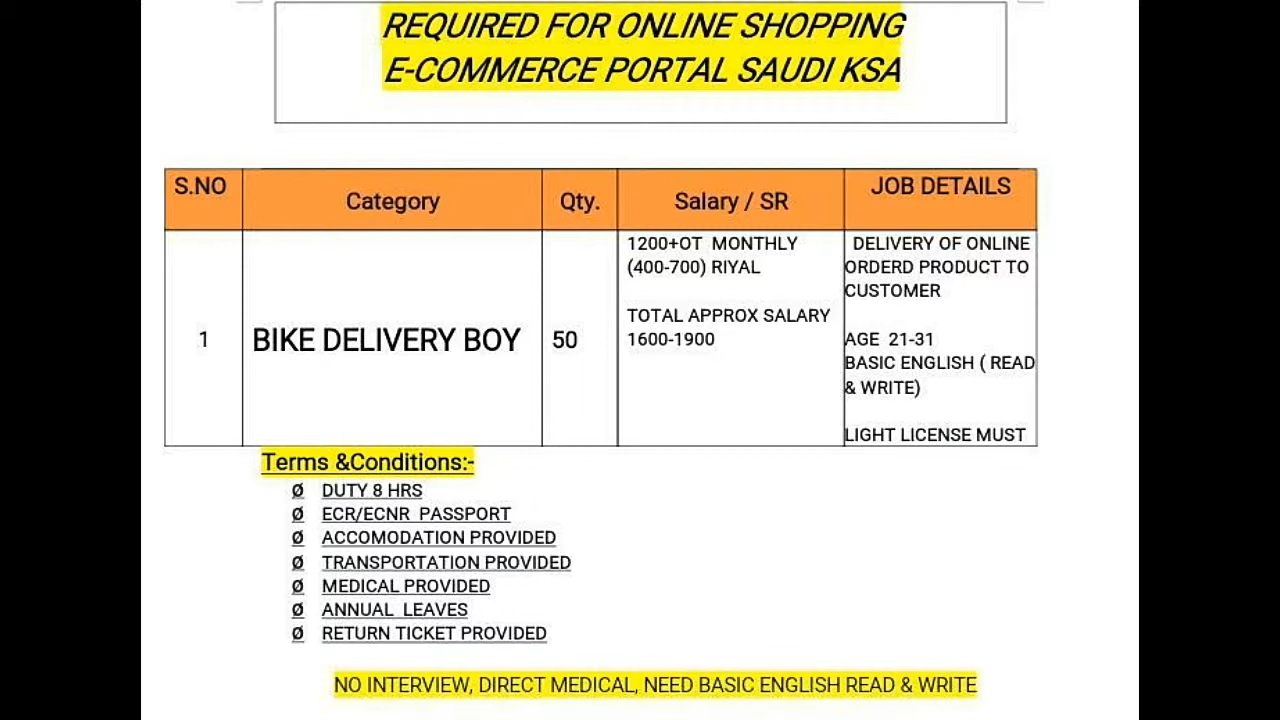 REQUIRED FOR ONLINE SHOPPING
E-COMMERCE PORTAL SAUDI KSA
S.NO
Category
Qty.
Salary / SR
JOB DETAILS
1
BIKE DELIVERY BOY
50
1200+OT MONTHLY
(400-700) RIYAL
TOTAL APPROX SALARY
1600-1900
DELIVERY OF ONLINE
ORDERD PRODUCT TO
CUSTOMER
AGE 21-31
BASIC ENGLISH ( READ
& WRITE)
LIGHT LICENSE MUST
Terms &Conditions:-
Ø DUTY 8 HRS
Ø ECR/ECNR PASSPORT
Ø ACCOMODATION PROVIDED
Ø TRANSPORTATION PROVIDED
Ø MEDICAL PROVIDED
Ø ANNUAL LEAVES
Ø RETURN TICKET PROVIDED
NO INTERVIEW, DIRECT MEDICAL, NEED BASIC ENGLISH READ & WRITE